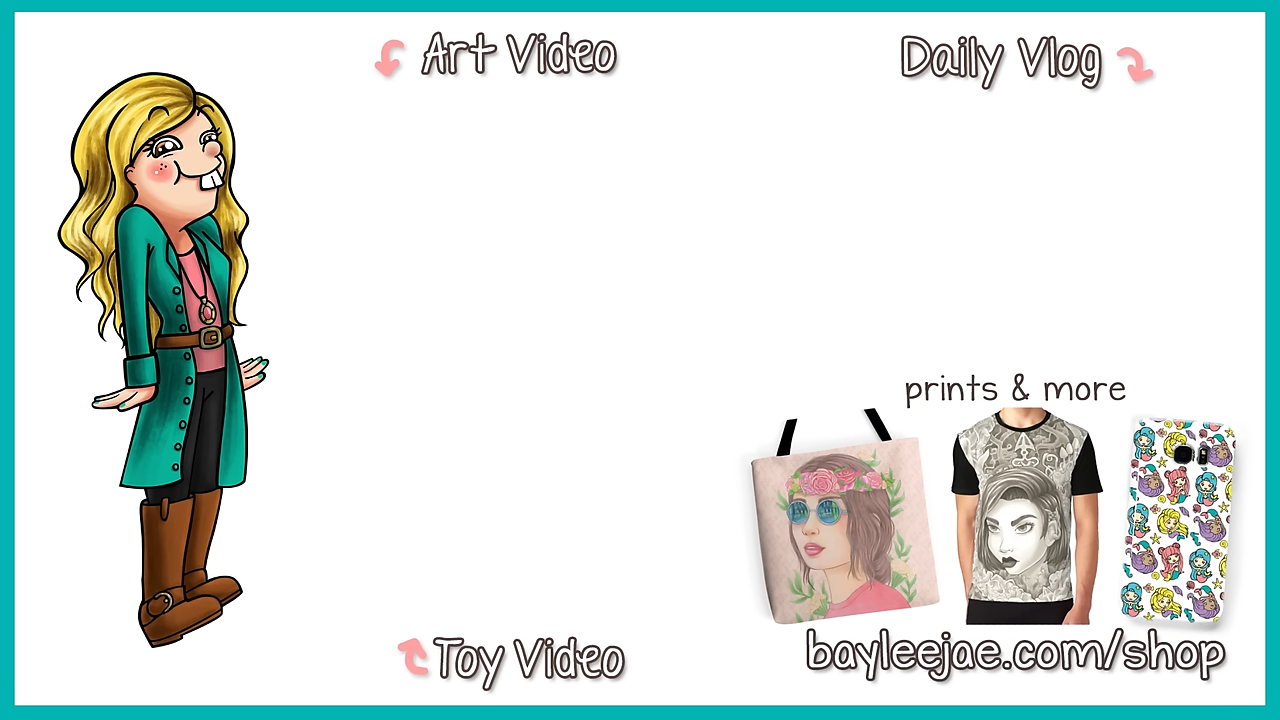 Art Video
Daily Vlog
prints & more
bayleejae.com/shop
Toy Video